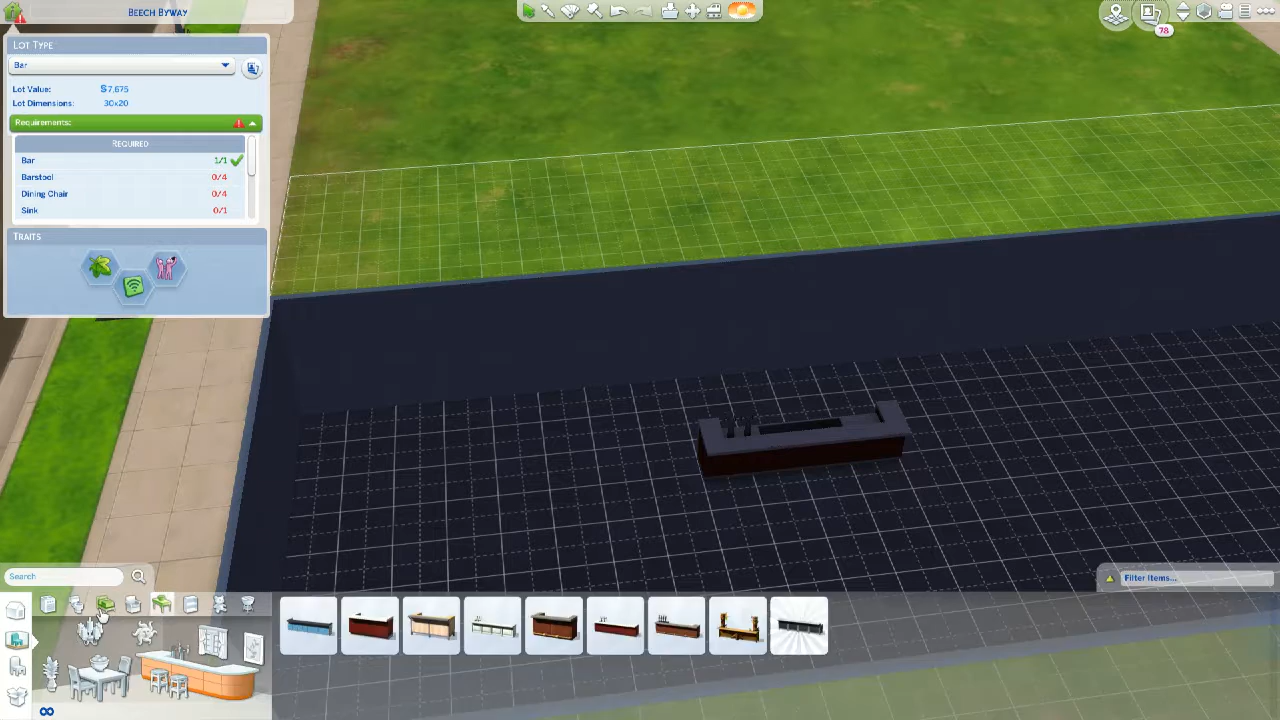 BEECH BYWAY
LOT TYPE
Bar
Lot Value: §7,675
Lot Dimensions: 30x20
Requirements:
REQUIRED
Bar 1/1
Barstool 0/4
Dining Chair 0/4
Sink 0/1
TRAITS
78
Search
Filter Items...